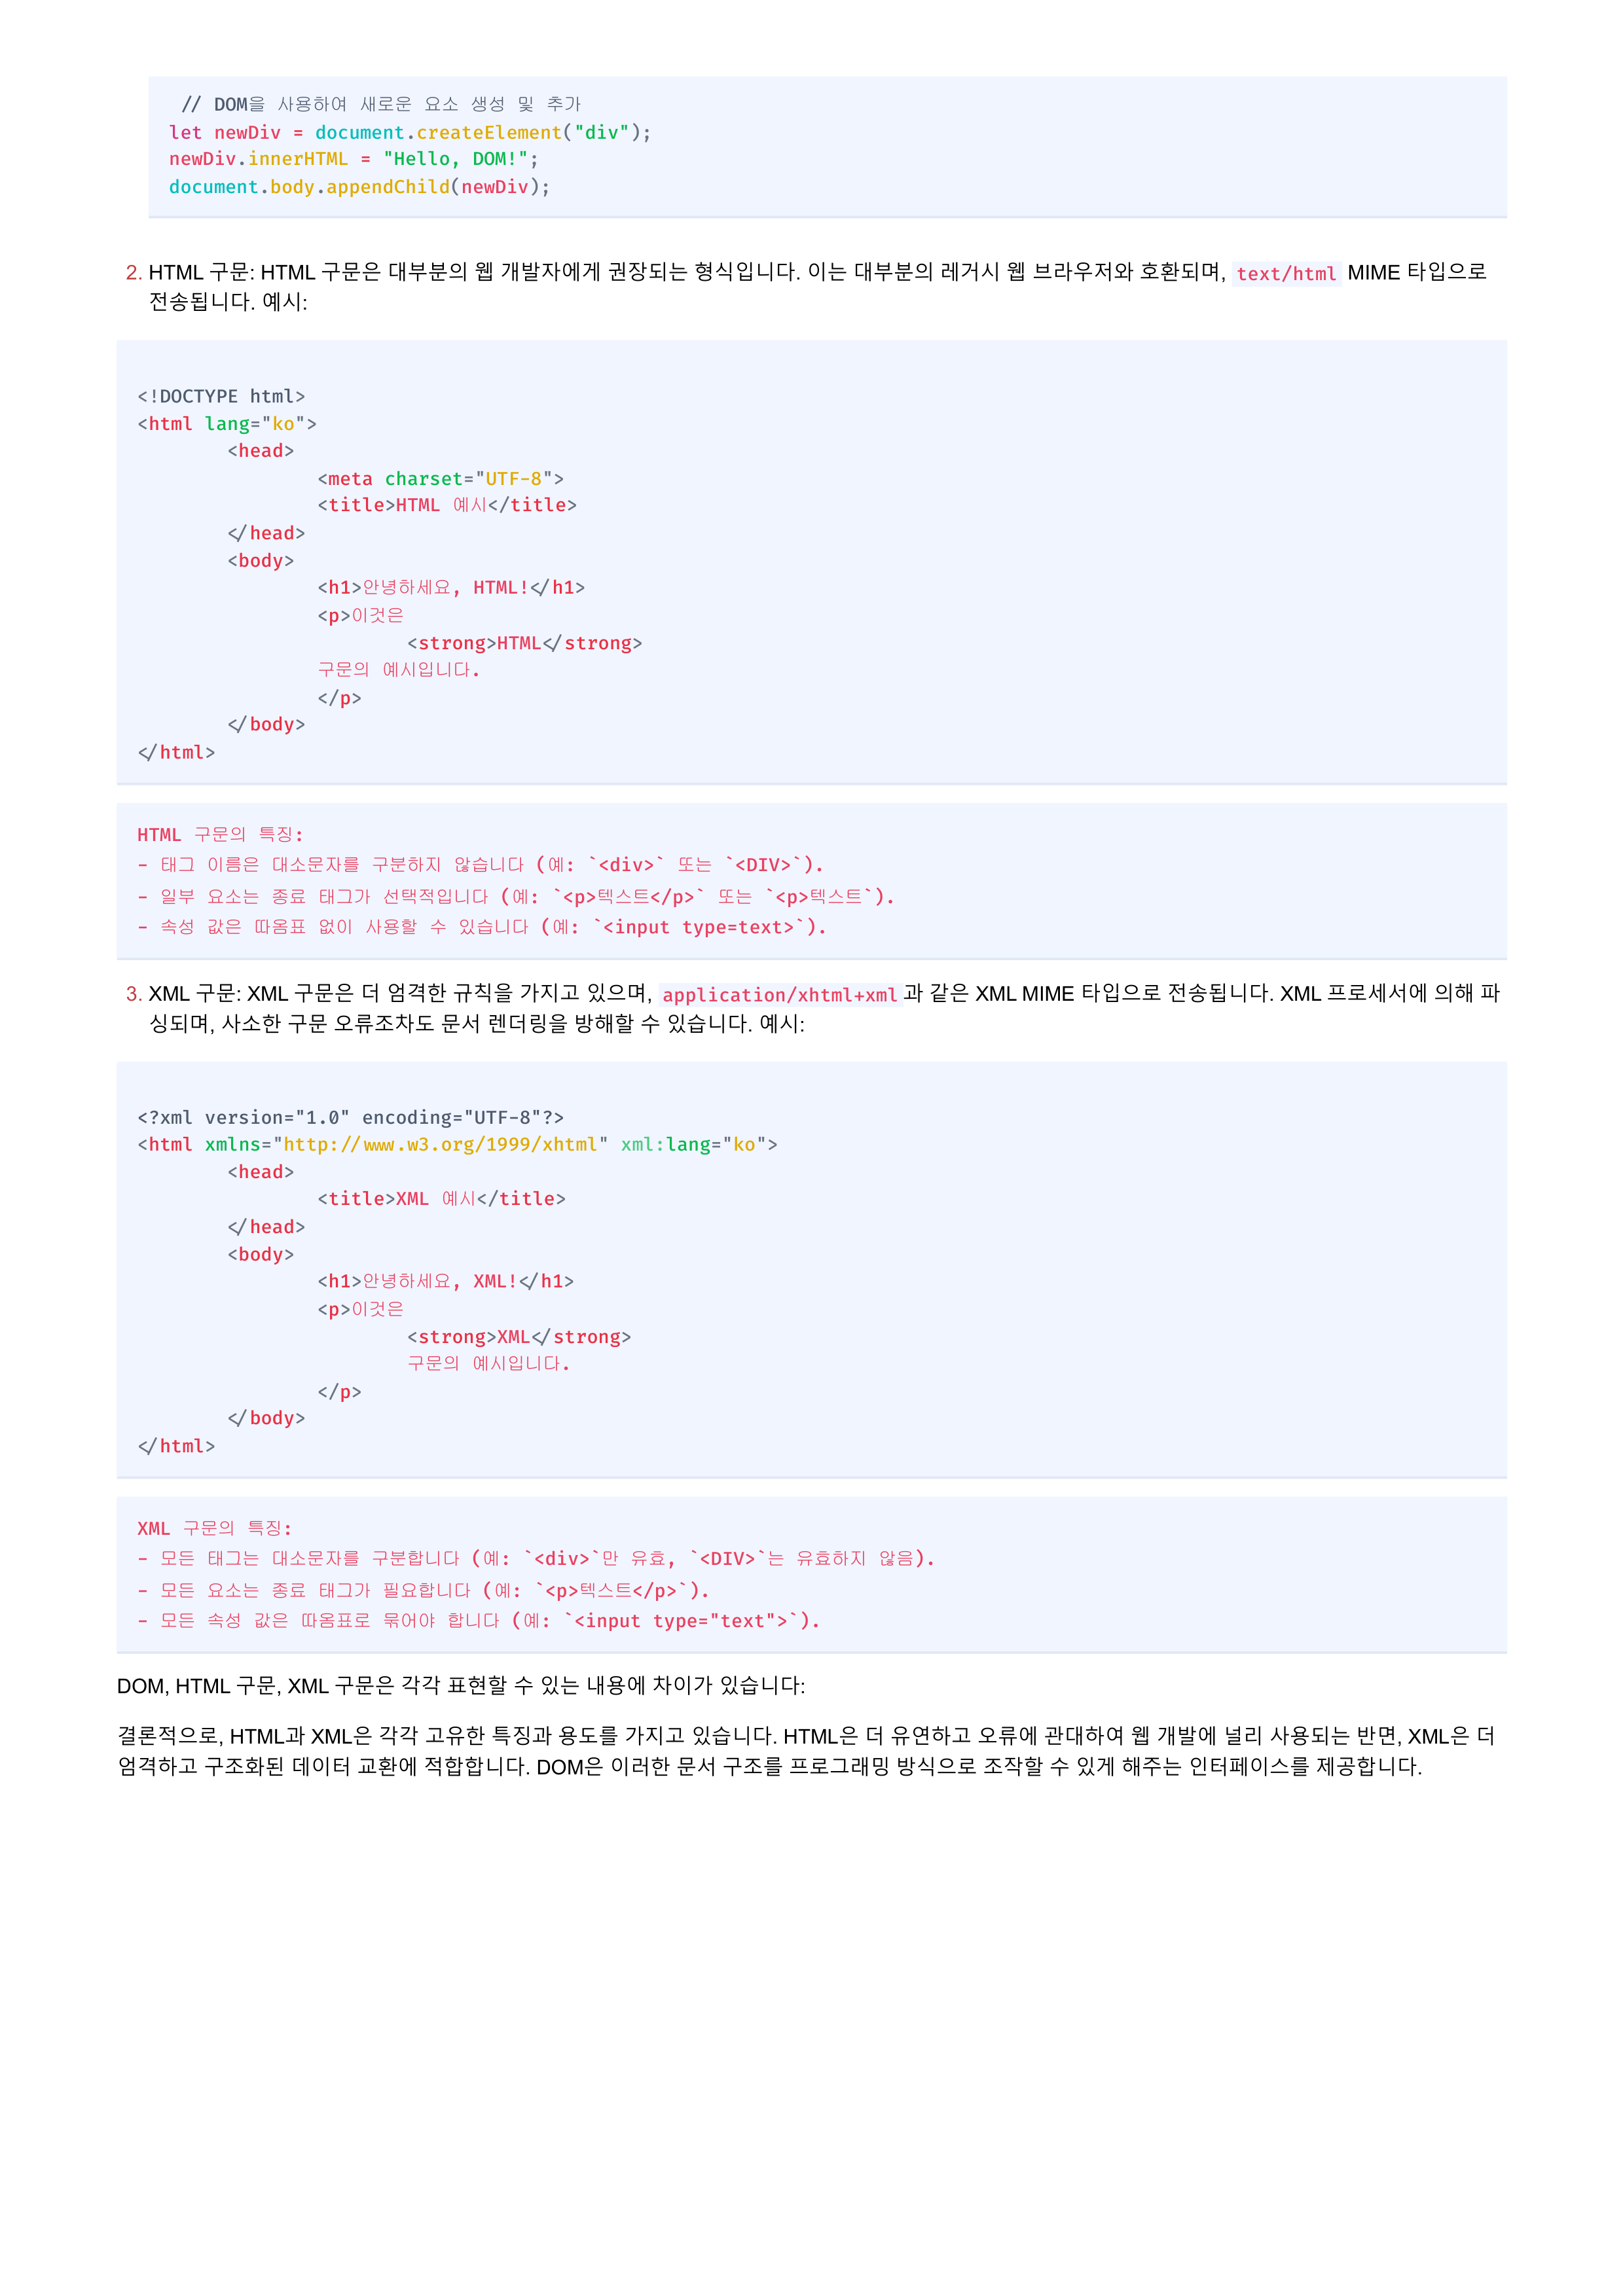 // DOM을 사용하여 새로운 요소 생성 및 추가
let newDiv = document.createElement("div");
newDiv.innerHTML = "Hello, DOM!";
document.body.appendChild(newDiv);
2. HTML 구문: HTML 구문은 대부분의 웹 개발자에게 권장되는 형식입니다. 이는 대부분의 레거시 웹 브라우저와 호환되며, text/html MIME 타입으로
전송됩니다. 예시:
<!DOCTYPE html>
<html lang="ko">
<head>
<meta charset="UTF-8">
<title>HTML 예시</title>
</head>
<body>
<h1>안녕하세요, HTML!</h1>
<p>이것은
<strong>HTML</strong>
구문의 예시입니다.
</p>
</body>
</html>
HTML 구문의 특징:
- 태그 이름은 대소문자를 구분하지 않습니다 (예: `<div>` 또는 `<DIV>`).
- 일부 요소는 종료 태그가 선택적입니다 (예: `<p>텍스트</p>` 또는 `<p>텍스트`).
- 속성 값은 따옴표 없이 사용할 수 있습니다 (예: `<input type=text>`).
3. XML 구문: XML 구문은 더 엄격한 규칙을 가지고 있으며, application/xhtml+xml과 같은 XML MIME 타입으로 전송됩니다. XML 프로세서에 의해 파
싱되며, 사소한 구문 오류조차도 문서 렌더링을 방해할 수 있습니다. 예시:
<?xml version="1.0" encoding="UTF-8"?>
<html xmlns="http://www.w3.org/1999/xhtml" xml:lang="ko">
<head>
<title>XML 예시</title>
</head>
<body>
<h1>안녕하세요, XML!</h1>
<p>이것은
<strong>XML</strong>
구문의 예시입니다.
</p>
</body>
</html>
XML 구문의 특징:
- 모든 태그는 대소문자를 구분합니다 (예: `<div>`만 유효, `<DIV>`는 유효하지 않음).
- 모든 요소는 종료 태그가 필요합니다 (예: `<p>텍스트</p>`).
- 모든 속성 값은 따옴표로 묶어야 합니다 (예: `<input type="text">`).
DOM, HTML 구문, XML 구문은 각각 표현할 수 있는 내용에 차이가 있습니다:
결론적으로, HTML과 XML은 각각 고유한 특징과 용도를 가지고 있습니다. HTML은 더 유연하고 오류에 관대하여 웹 개발에 널리 사용되는 반면, XML은 더
엄격하고 구조화된 데이터 교환에 적합합니다. DOM은 이러한 문서 구조를 프로그래밍 방식으로 조작할 수 있게 해주는 인터페이스를 제공합니다.